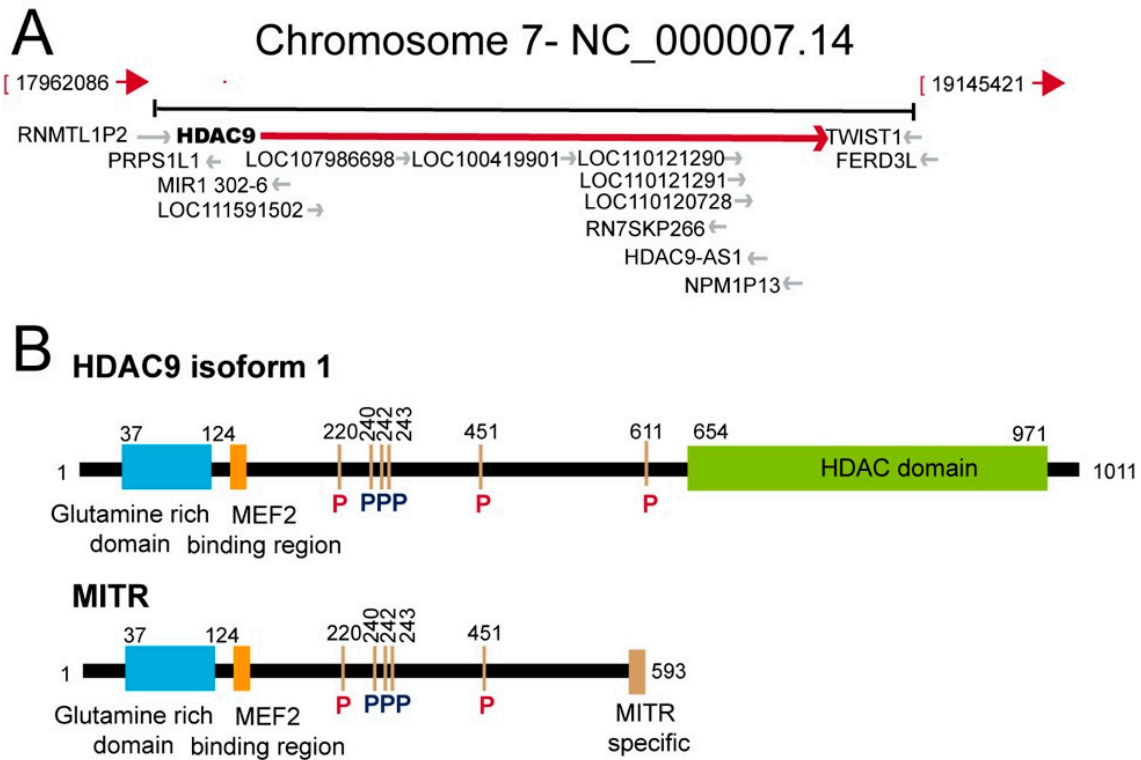 A
Chromosome 7- NC_000007.14
[ 17962086
[ 19145421
RNMTL1P2 HDAC9 TWIST1
PRPS1L1 LOC107986698 LOC100419901 LOC110121290 FERD3L
MIR1 302-6 LOC110121291
LOC111591502 LOC110120728
RN7SKP266
HDAC9-AS1
NPM1P13
B
HDAC9 isoform 1
37 124 220 240 242 243 451 611 654 971
1 HDAC domain 1011
P PPP P P
Glutamine rich MEF2
domain binding region
MITR
37 124 220 240 242 243 451
1 593
P PPP P
Glutamine rich MEF2 MITR
domain binding region specific